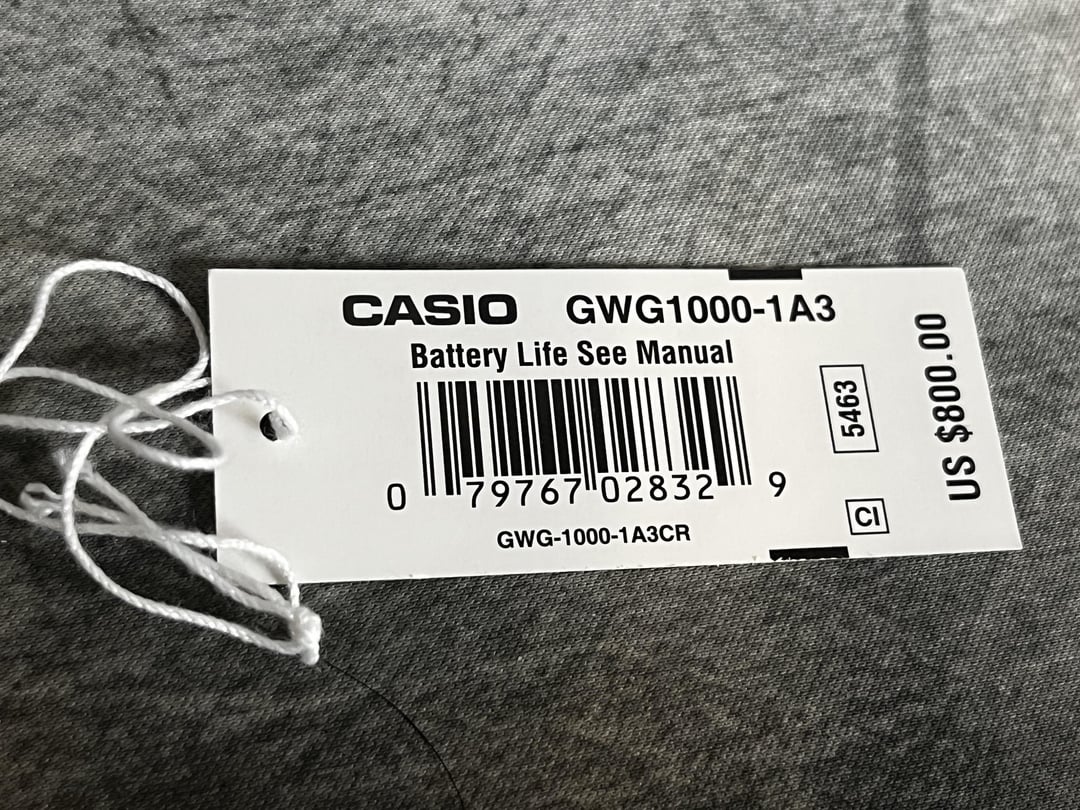 CASIO GWG1000-1A3
Battery Life See Manual
0 79767 02832 9
GWG-1000-1A3CR
5463
CI
US $800.00